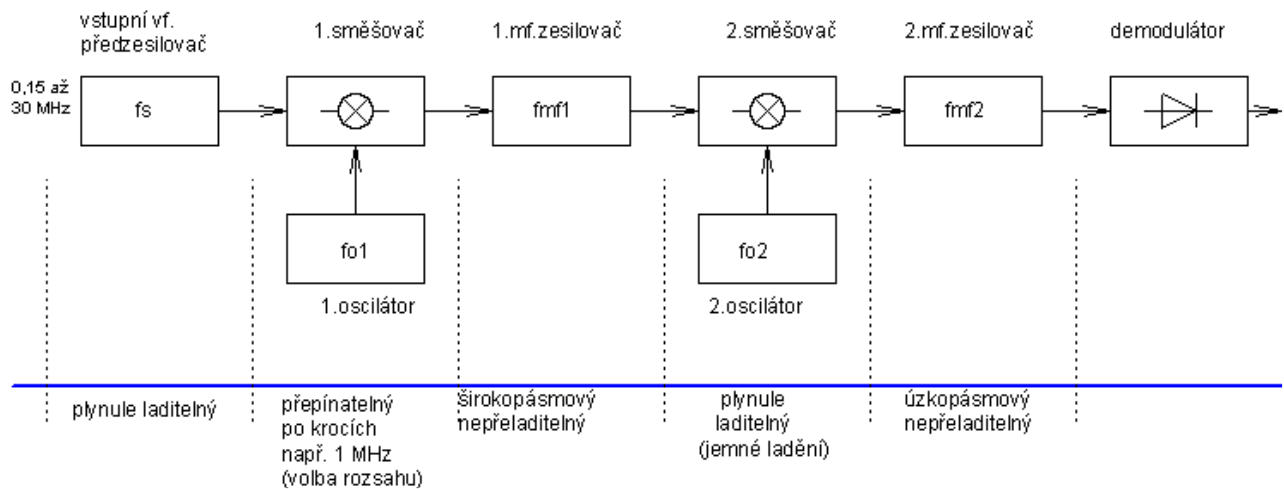 vstupní vf.
předzesilovač
1.směšovač
1.mf.zesilovač
2.směšovač
2.mf.zesilovač
demodulátor
0,15 až
30 MHz
fs
fmf1
fmf2
fo1
fo2
1.oscilátor
2.oscilátor
plynule laditelný
přepínatelný
po krocích
např. 1 MHz
(volba rozsahu)
širokopásmový
nepřeladitelný
plynule
laditelný
(jemné ladění)
úzkopásmový
nepřeladitelný